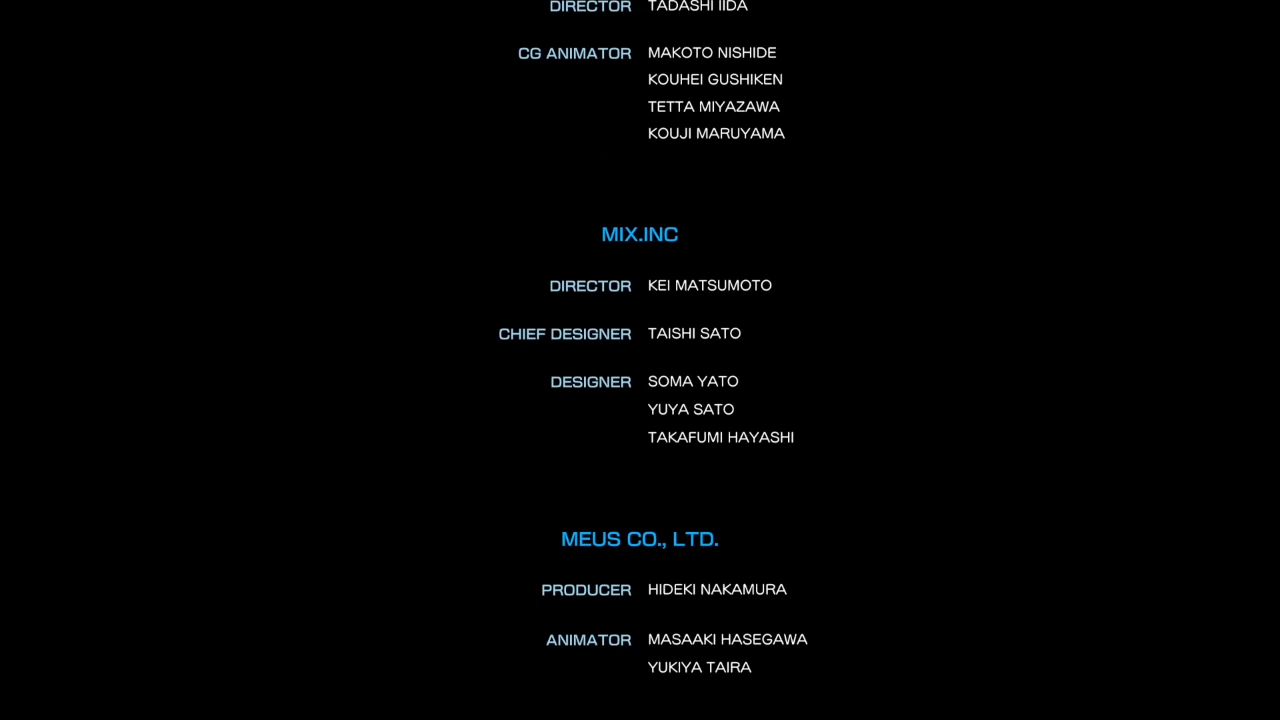 DIRECTOR TADASHI IIDA
CG ANIMATOR MAKOTO NISHIDE
KOUHEI GUSHIKEN
TETTA MIYAZAWA
KOUJI MARUYAMA
MIX.INC
DIRECTOR KEI MATSUMOTO
CHIEF DESIGNER TAISHI SATO
DESIGNER SOMA YATO
YUYA SATO
TAKAFUMI HAYASHI
MEUS CO., LTD.
PRODUCER HIDEKI NAKAMURA
ANIMATOR MASAAKI HASEGAWA
YUKIYA TAIRA